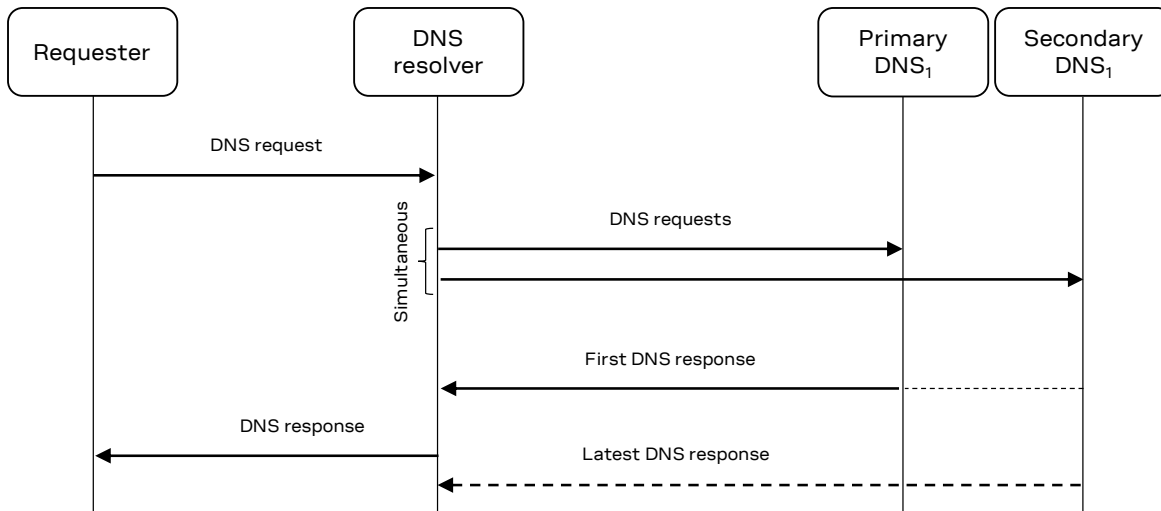 Requester
DNS
resolver
Primary
DNS₁
Secondary
DNS₁
DNS request
Simultaneous
DNS requests
First DNS response
DNS response
Latest DNS response